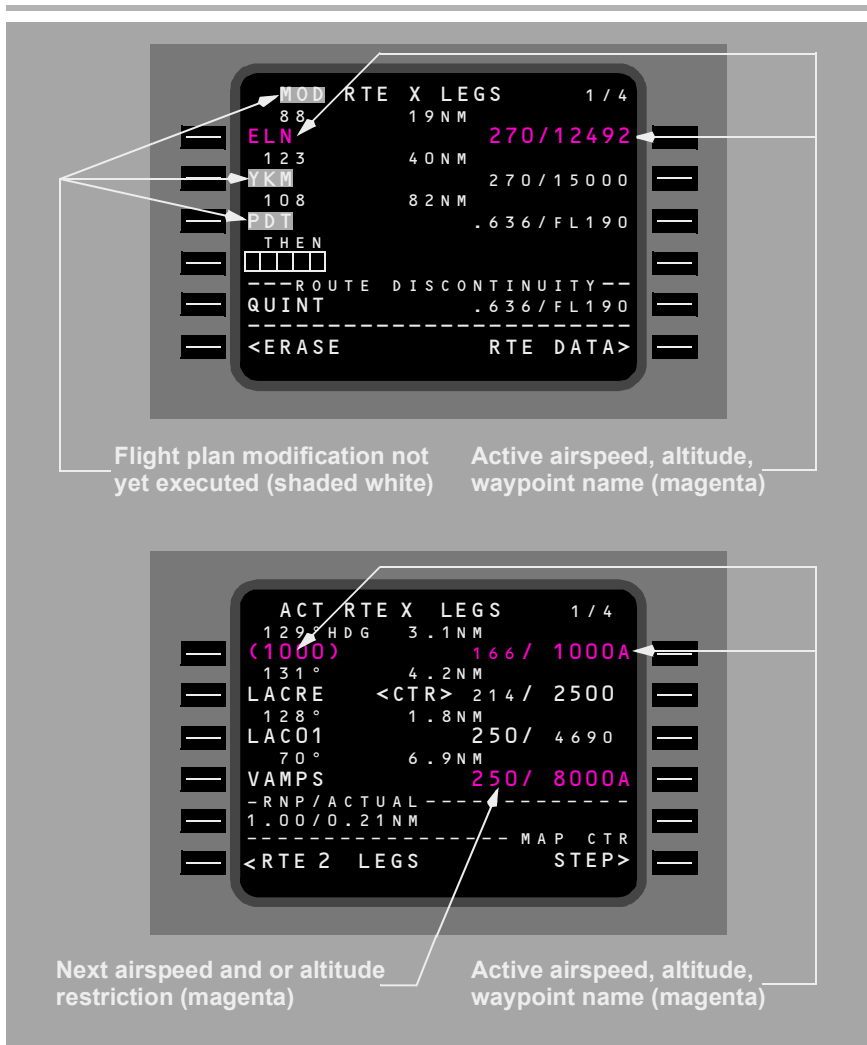 MOD RTE X LEGS 1/4
88 19NM
ELN 270/12492
123 40NM
YKM 270/15000
108 82NM
PDT .636/FL190
THEN
□□□□□
---ROUTE DISCONTINUITY--
QUINT .636/FL190
------------------------
<ERASE RTE DATA>
Flight plan modification not
yet executed (shaded white)
Active airspeed, altitude,
waypoint name (magenta)
ACT RTE X LEGS 1/4
129°HDG 3.1NM
(1000) 166/ 1000A
131° 4.2NM
LACRE <CTR> 214/ 2500
128° 1.8NM
LAC01 250/ 4690
70° 6.9NM
VAMPS 250/ 8000A
-RNP/ACTUAL-------------
1.00/0.21NM
----------------- MAP CTR
<RTE 2 LEGS STEP>
Next airspeed and or altitude
restriction (magenta)
Active airspeed, altitude,
waypoint name (magenta)